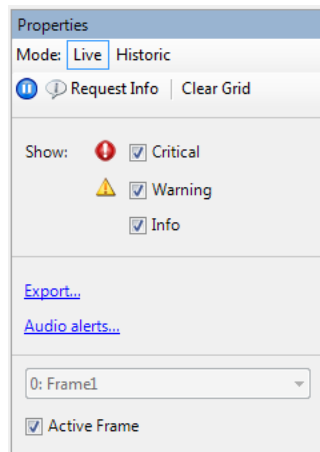 Properties
Mode: Live Historic
Request Info Clear Grid
Show: Critical
Warning
Info
Export...
Audio alerts...
0: Frame1
Active Frame